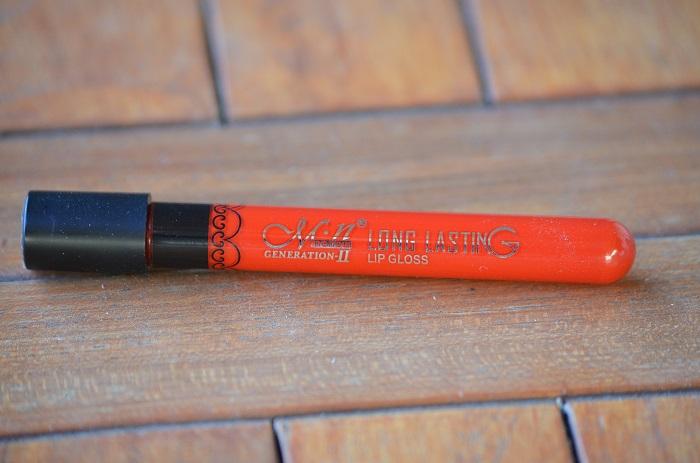 M·n® LONG LASTING
GENERATION-II LIP GLOSS